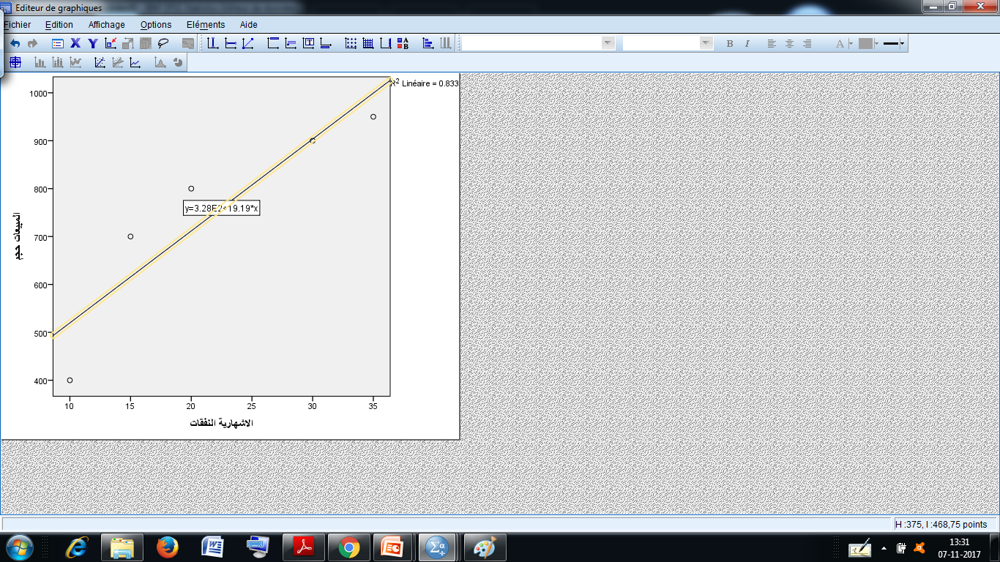 Editeur de graphiques
Fichier Edition Affichage Options Eléments Aide
R2 Linéaire = 0.833
1000
900
800
700
600
500
400
y=3.28E2+19.19*x
المبيعات حجم
10 15 20 25 30 35
الاشهارية النفقات
H :375, l :468,75 points
13:31
07-11-2017